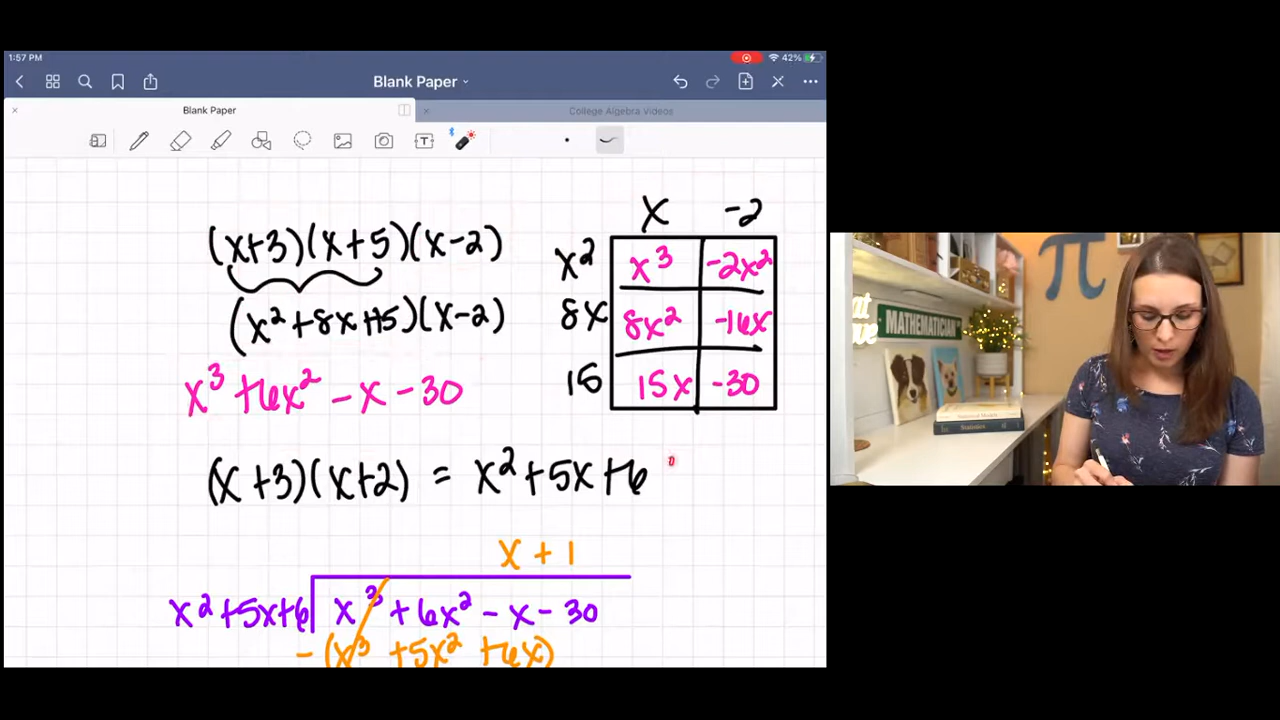 1:57 PM
42%
Blank Paper
Blank Paper
College Algebra Videos
T
(x+3)(x+5)(x-2)
(x²+8x+15)(x-2)
x³+6x²-x-30
x -2
x² x³ -2x²
8x 8x² -16x
15 15x -30
(x+3)(x+2) = x²+5x+6
x + 1
x²+5x+6 x³+6x²-x-30
-(x³+5x²+6x)
MATHEMATICIAN
Statistics